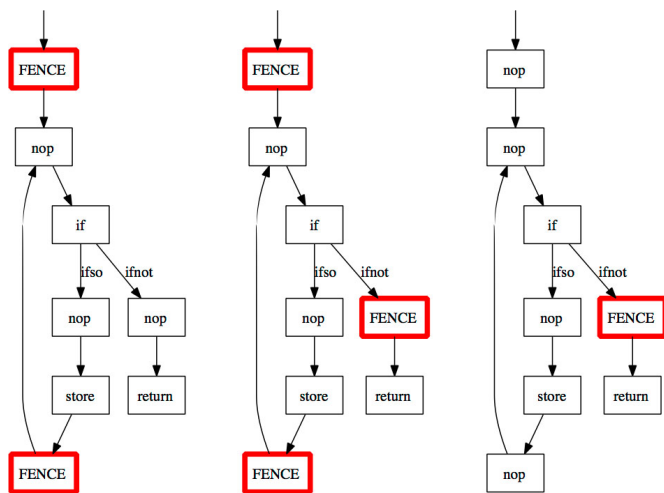 FENCE
nop
if
ifso ifnot
nop nop
store return
FENCE
FENCE
nop
if
ifso ifnot
nop FENCE
store return
FENCE
nop
nop
if
ifso ifnot
nop FENCE
store return
nop